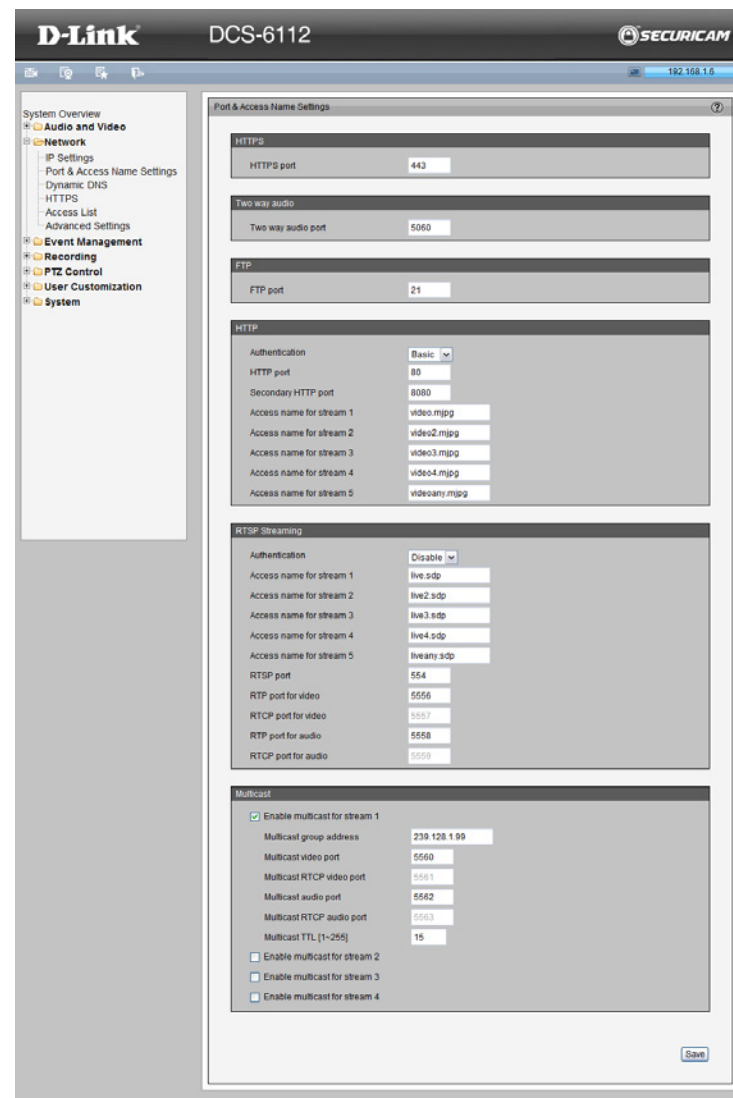 D-Link
DCS-6112
SECURICAM
192.168.1.6
System Overview
Audio and Video
Network
IP Settings
Port & Access Name Settings
Dynamic DNS
HTTPS
Access List
Advanced Settings
Event Management
Recording
PTZ Control
User Customization
System
Port & Access Name Settings
HTTPS
HTTPS port 443
Two way audio
Two way audio port 5060
FTP
FTP port 21
HTTP
Authentication Basic
HTTP port 80
Secondary HTTP port 8080
Access name for stream 1 video.mjpg
Access name for stream 2 video2.mjpg
Access name for stream 3 video3.mjpg
Access name for stream 4 video4.mjpg
Access name for stream 5 videoany.mjpg
RTSP Streaming
Authentication Disable
Access name for stream 1 live.sdp
Access name for stream 2 live2.sdp
Access name for stream 3 live3.sdp
Access name for stream 4 live4.sdp
Access name for stream 5 liveany.sdp
RTSP port 554
RTP port for video 5556
RTCP port for video 5557
RTP port for audio 5558
RTCP port for audio 5559
Multicast
Enable multicast for stream 1
Multicast group address 239.128.1.99
Multicast video port 5560
Multicast RTCP video port 5561
Multicast audio port 5562
Multicast RTCP audio port 5563
Multicast TTL [1~255] 15
Enable multicast for stream 2
Enable multicast for stream 3
Enable multicast for stream 4
Save